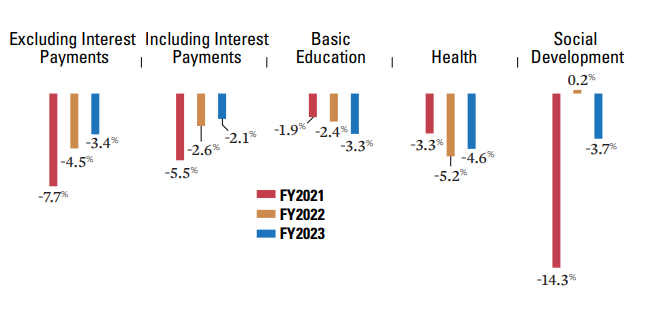 Excluding Interest Payments
Including Interest Payments
Basic Education
Health
Social Development
0.2%
-1.9%
-2.4%
-3.3%
-3.4%
-4.5%
-7.7%
-2.6%
-2.1%
-5.5%
-3.3%
-4.6%
-5.2%
-3.7%
-14.3%
FY2021
FY2022
FY2023